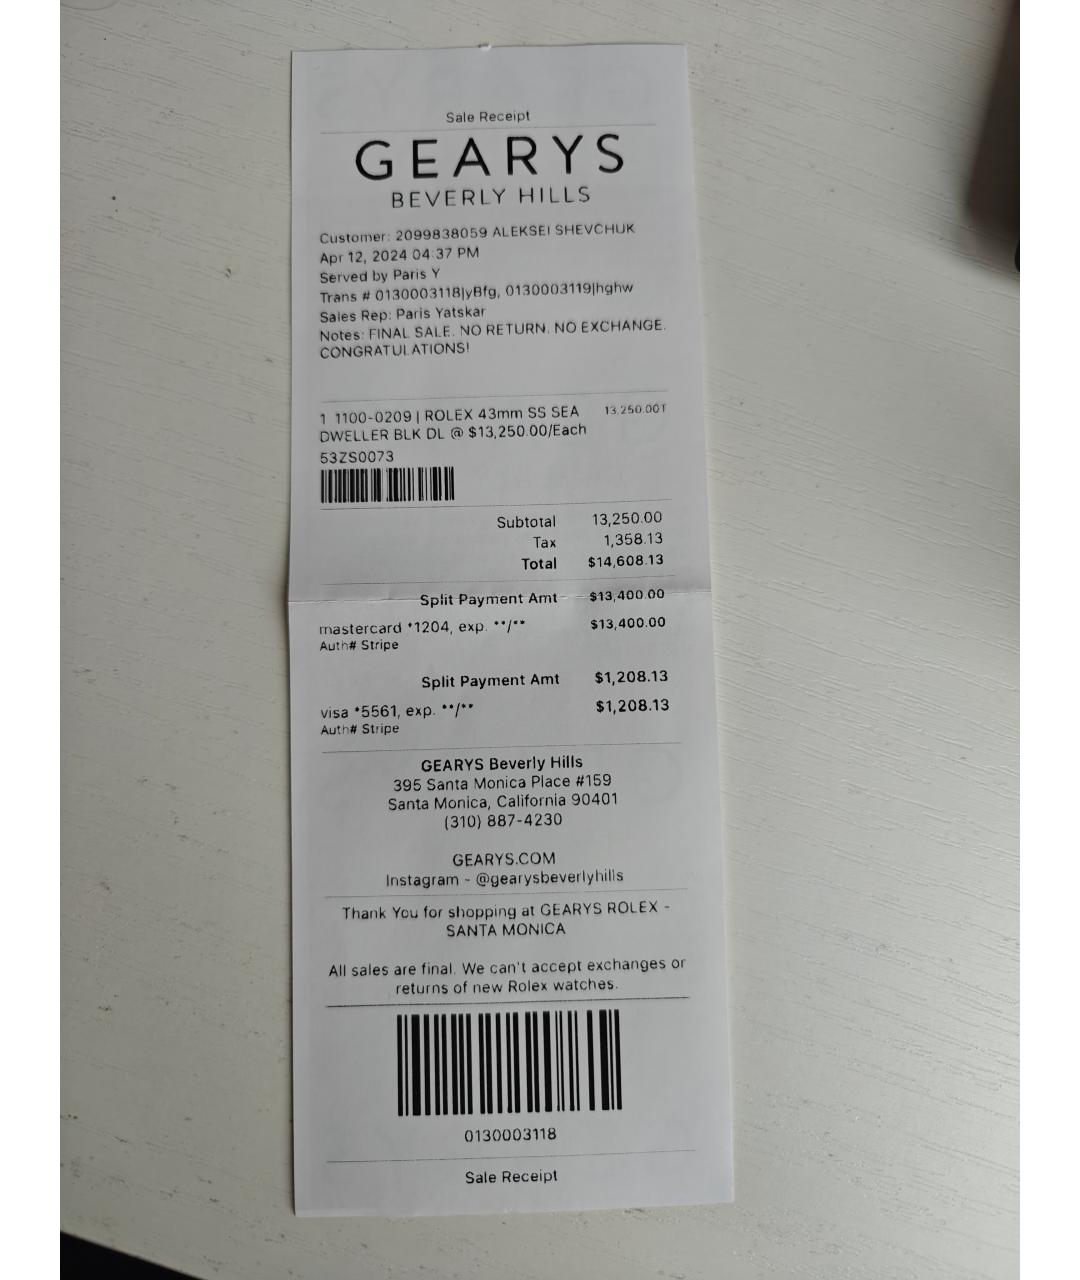 Sale Receipt
GEARYS
BEVERLY HILLS
Customer: 2099838059 ALEKSEI SHEVCHUK
Apr 12, 2024 04:37 PM
Served by Paris Y
Trans # 0130003118|yBfg, 0130003119|hghw
Sales Rep: Paris Yatskar
Notes: FINAL SALE. NO RETURN. NO EXCHANGE.
CONGRATULATIONS!
1 1100-0209 | ROLEX 43mm SS SEA 13,250.00T
DWELLER BLK DL @ $13,250.00/Each
53ZS0073
Subtotal 13,250.00
Tax 1,358.13
Total $14,608.13
Split Payment Amt $13,400.00
mastercard *1204, exp. **/** $13,400.00
Auth# Stripe
Split Payment Amt $1,208.13
visa *5561, exp. **/** $1,208.13
Auth# Stripe
GEARYS Beverly Hills
395 Santa Monica Place #159
Santa Monica, California 90401
(310) 887-4230
GEARYS.COM
Instagram - @gearysbeverlyhills
Thank You for shopping at GEARYS ROLEX -
SANTA MONICA
All sales are final. We can't accept exchanges or
returns of new Rolex watches.
0130003118
Sale Receipt